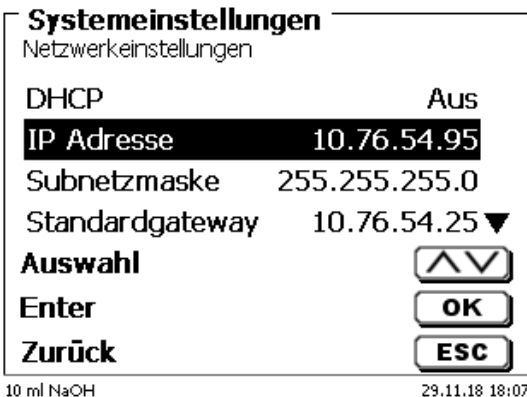 Systemeinstellungen
Netzwerkeinstellungen
DHCP Aus
IP Adresse 10.76.54.95
Subnetzmaske 255.255.255.0
Standardgateway 10.76.54.25
Auswahl
Enter OK
Zurück ESC
10 ml NaOH 29.11.18 18:07